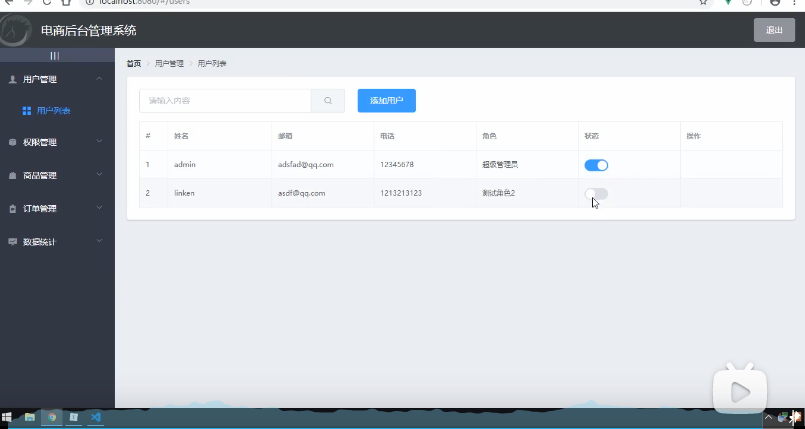 localhost:8080/#/users
电商后台管理系统
退出
|||
首页 > 用户管理 > 用户列表
用户管理
用户列表
权限管理
商品管理
订单管理
数据统计
请输入内容
添加用户
# 姓名 邮箱 电话 角色 状态 操作
1 admin adsfad@qq.com 12345678 超级管理员
2 linken asdf@qq.com 1213213123 测试角色2